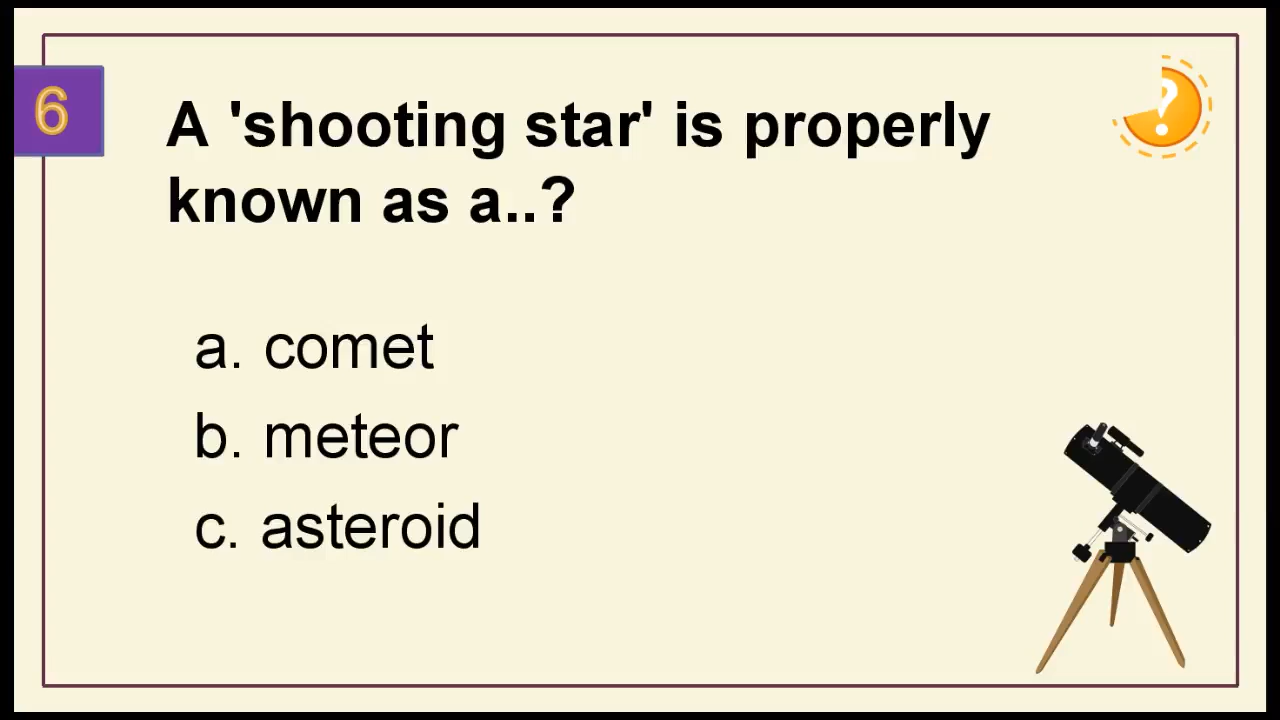 6
A 'shooting star' is properly
known as a..?
?
a. comet
b. meteor
c. asteroid